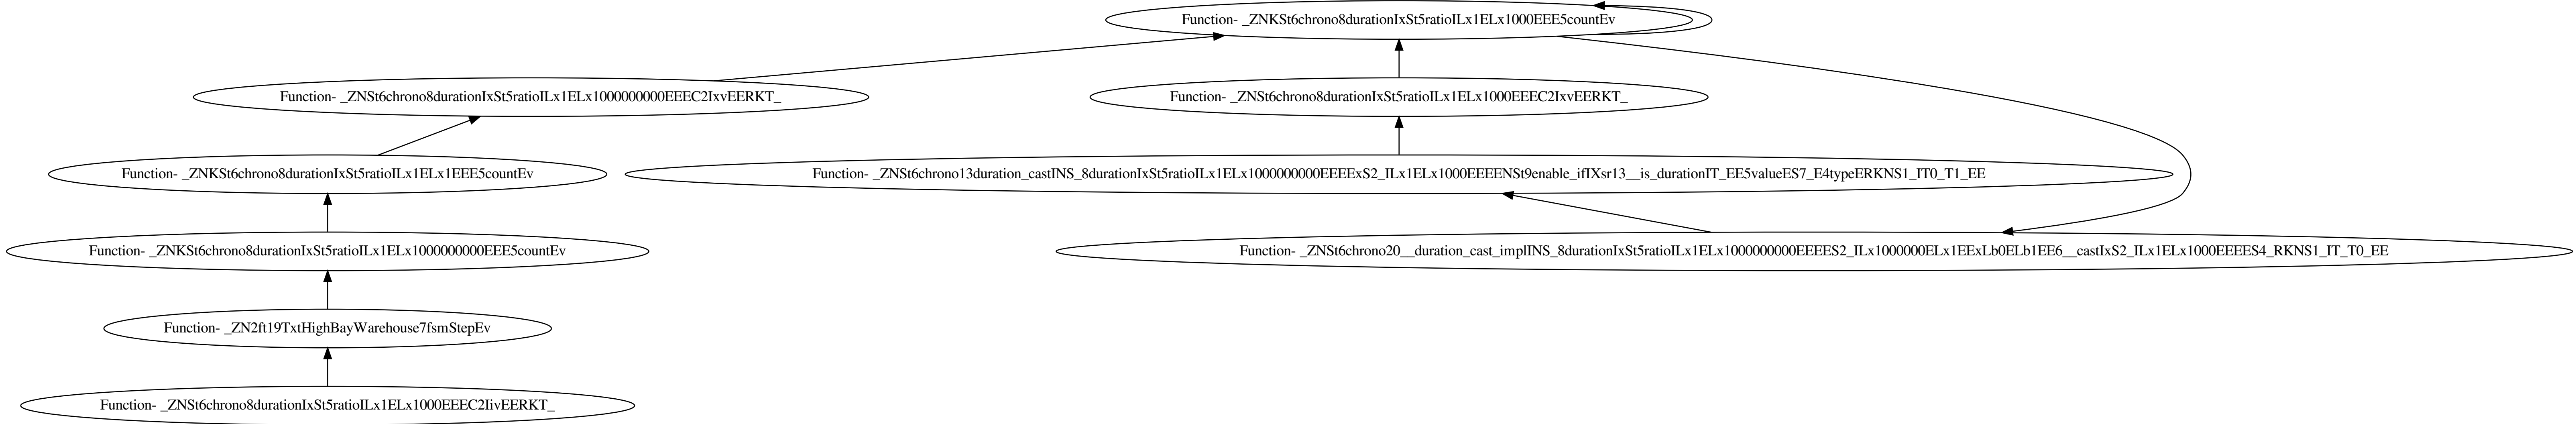 Function- _ZNKSt6chrono8durationIxSt5ratioILx1ELx1000EEE5countEv
Function- _ZNSt6chrono8durationIxSt5ratioILx1ELx1000000000EEEC2IxvEERKT_
Function- _ZNSt6chrono8durationIxSt5ratioILx1ELx1000EEEC2IxvEERKT_
Function- _ZNKSt6chrono8durationIxSt5ratioILx1ELx1EEE5countEv
Function- _ZNSt6chrono13duration_castINS_8durationIxSt5ratioILx1ELx1000000000EEEExS2_ILx1ELx1000EEEENSt9enable_ifIXsr13__is_durationIT_EE5valueES7_E4typeERKNS1_IT0_T1_EE
Function- _ZNKSt6chrono8durationIxSt5ratioILx1ELx1000000000EEE5countEv
Function- _ZNSt6chrono20__duration_cast_implINS_8durationIxSt5ratioILx1ELx1000000000EEEES2_ILx1000000ELx1EExLb0ELb1EE6__castIxS2_ILx1ELx1000EEEES4_RKNS1_IT_T0_EE
Function- _ZN2ft19TxtHighBayWarehouse7fsmStepEv
Function- _ZNSt6chrono8durationIxSt5ratioILx1ELx1000EEEC2IivEERKT_